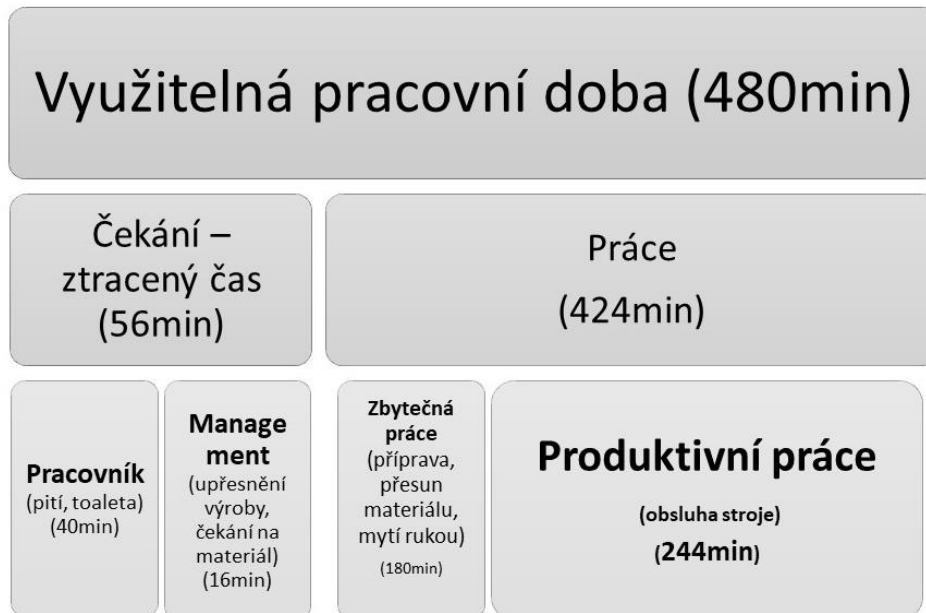 Využitelná pracovní doba (480min)
Čekání –
ztracený čas
(56min)
Práce
(424min)
Pracovník
(pití, toaleta)
(40min)
Manage
ment
(upřesnění
výroby,
čekání na
materiál)
(16min)
Zbytečná
práce
(příprava,
přesun
materiálu,
mytí rukou)
(180min)
Produktivní práce
(obsluha stroje)
(244min)